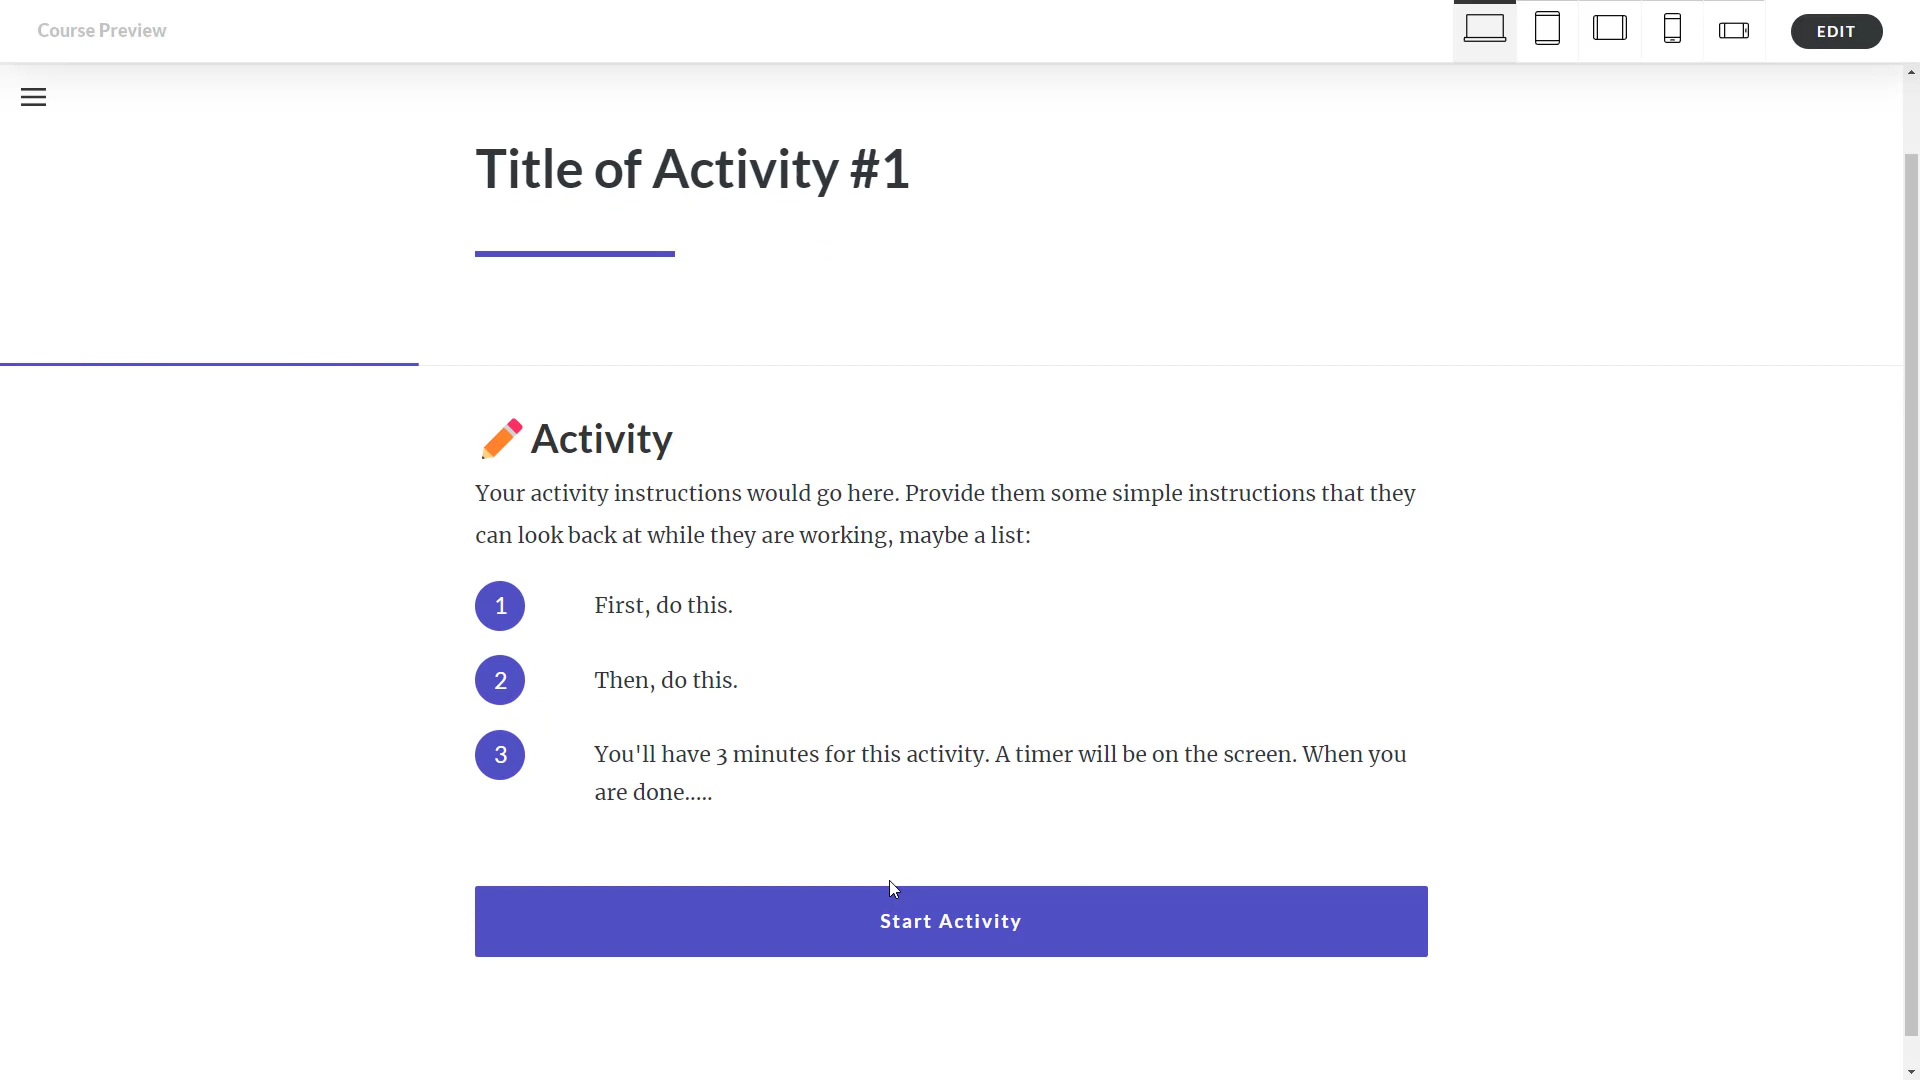 Course Preview
EDIT
Title of Activity #1
Activity
Your activity instructions would go here. Provide them some simple instructions that they
can look back at while they are working, maybe a list:
1 First, do this.
2 Then, do this.
3 You'll have 3 minutes for this activity. A timer will be on the screen. When you
are done.....
Start Activity